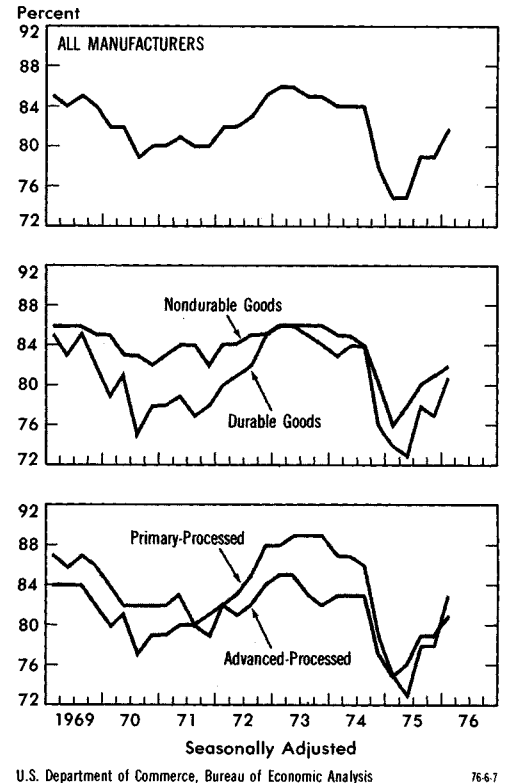 Percent
92
ALL MANUFACTURERS
88
84
80
76
72
92
88
Nondurable Goods
84
80
76
Durable Goods
72
92
Primary-Processed
88
84
80
Advanced-Processed
76
72
1969 70 71 72 73 74 75 76
Seasonally Adjusted
U.S. Department of Commerce, Bureau of Economic Analysis 76-6-7